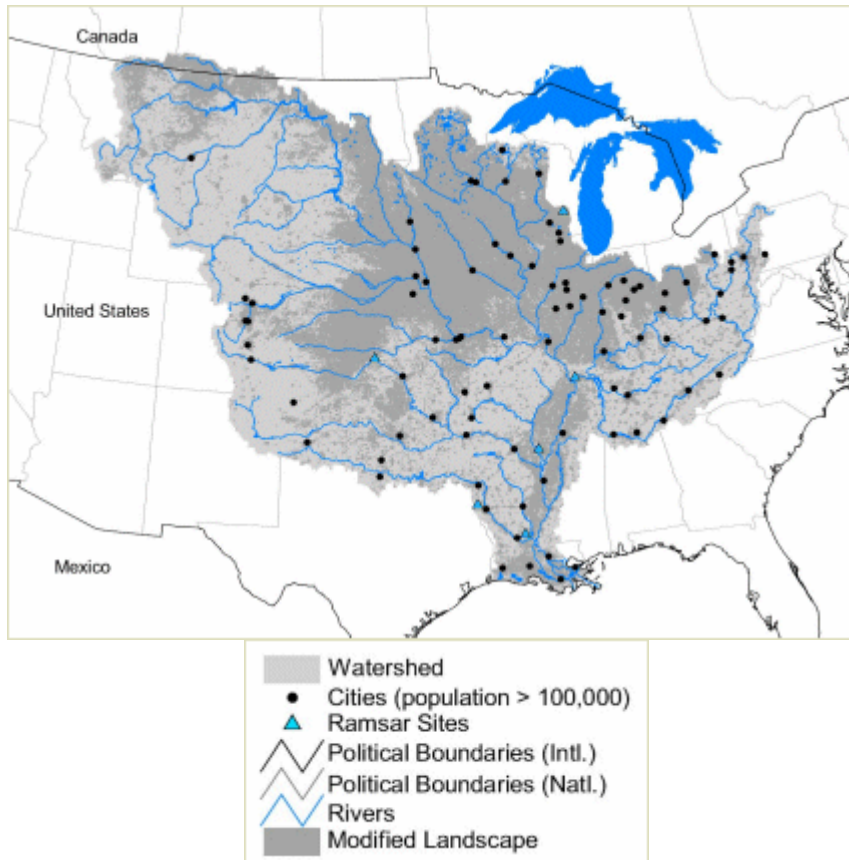 Canada
United States
Mexico
Watershed
Cities (population > 100,000)
Ramsar Sites
Political Boundaries (Intl.)
Political Boundaries (Natl.)
Rivers
Modified Landscape